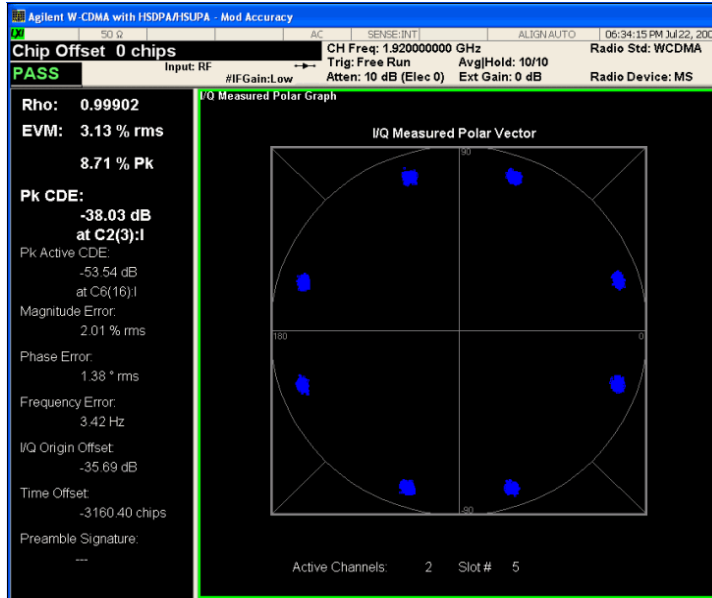 Agilent W-CDMA with HSDPA/HSUPA - Mod Accuracy
LXI 50 Ω AC SENSE:INT ALIGN AUTO 06:34:15 PM Jul 22, 200
Chip Offset 0 chips
CH Freq: 1.920000000 GHz Radio Std: WCDMA
Input: RF Trig: Free Run Avg|Hold: 10/10
PASS #IFGain:Low Atten: 10 dB (Elec 0) Ext Gain: 0 dB Radio Device: MS
I/Q Measured Polar Graph
Rho: 0.99902
EVM: 3.13 % rms
8.71 % Pk
Pk CDE:
-38.03 dB
at C2(3):I
Pk Active CDE:
-53.54 dB
at C6(16):I
Magnitude Error:
2.01 % rms
Phase Error:
1.38 ° rms
Frequency Error:
3.42 Hz
I/Q Origin Offset:
-35.69 dB
Time Offset:
-3160.40 chips
Preamble Signature:
---
I/Q Measured Polar Vector
90
180 0
-90
Active Channels: 2 Slot # 5